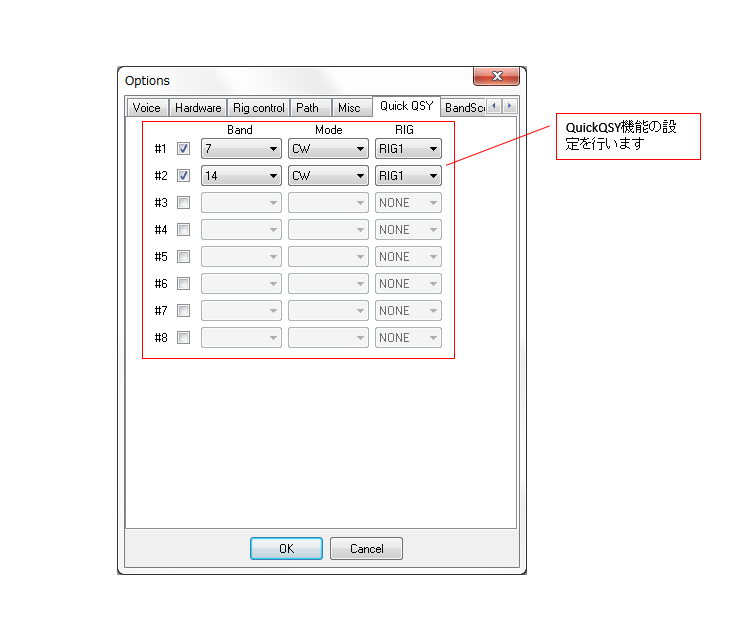 Options
Voice Hardware Rig control Path Misc Quick QSY
Band Mode RIG
#1 7 CW RIG1
#2 14 CW RIG1
#3 NONE
#4 NONE
#5 NONE
#6 NONE
#7 NONE
#8 NONE
OK Cancel
QuickQSY機能の設
定を行います